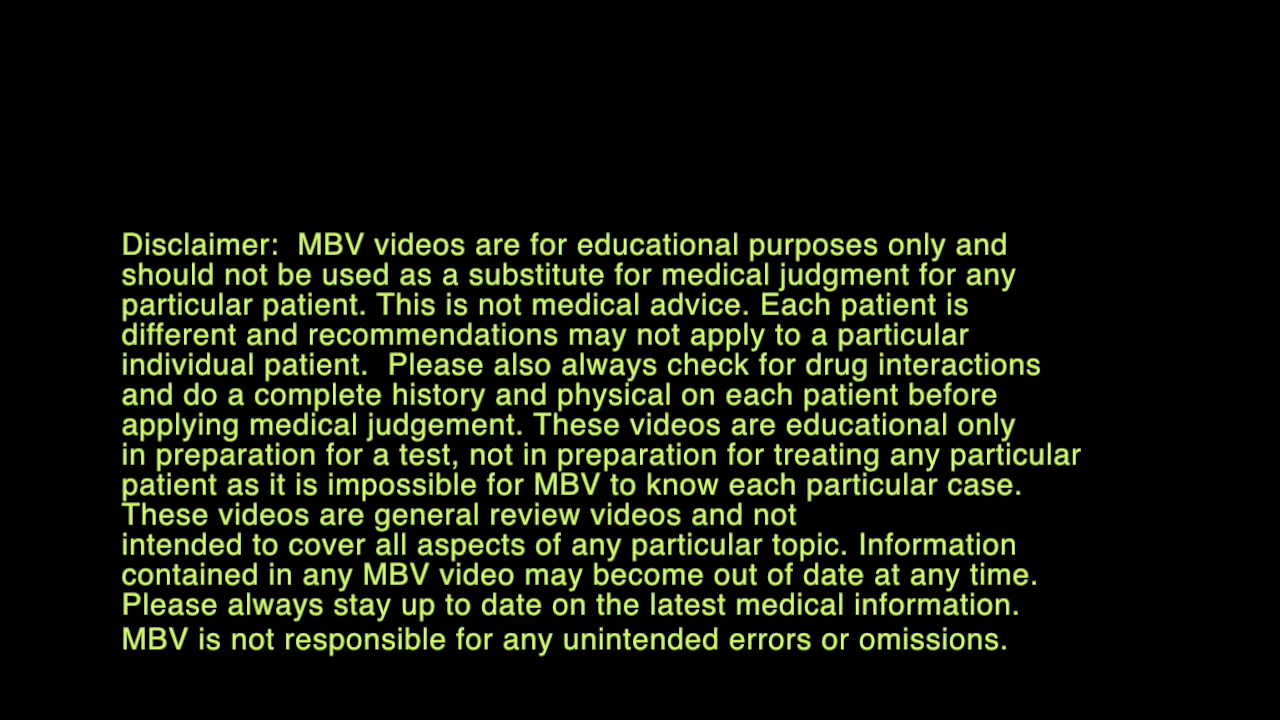 Disclaimer:  MBV videos are for educational purposes only and
should not be used as a substitute for medical judgment for any
particular patient. This is not medical advice. Each patient is
different and recommendations may not apply to a particular
individual patient.  Please also always check for drug interactions
and do a complete history and physical on each patient before
applying medical judgement. These videos are educational only
in preparation for a test, not in preparation for treating any particular
patient as it is impossible for MBV to know each particular case.
These videos are general review videos and not
intended to cover all aspects of any particular topic. Information
contained in any MBV video may become out of date at any time.
Please always stay up to date on the latest medical information.
MBV is not responsible for any unintended errors or omissions.